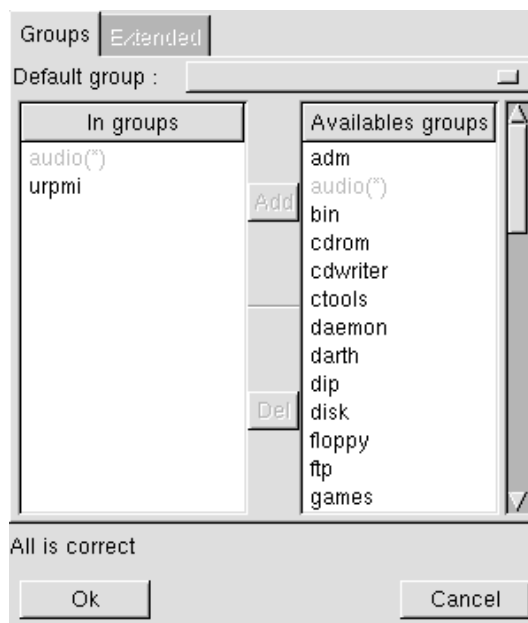 Groups Extended
Default group :
In groups
audio(*)
urpmi
Add
Del
Availables groups
adm
audio(*)
bin
cdrom
cdwriter
ctools
daemon
darth
dip
disk
floppy
ftp
games
All is correct
Ok Cancel